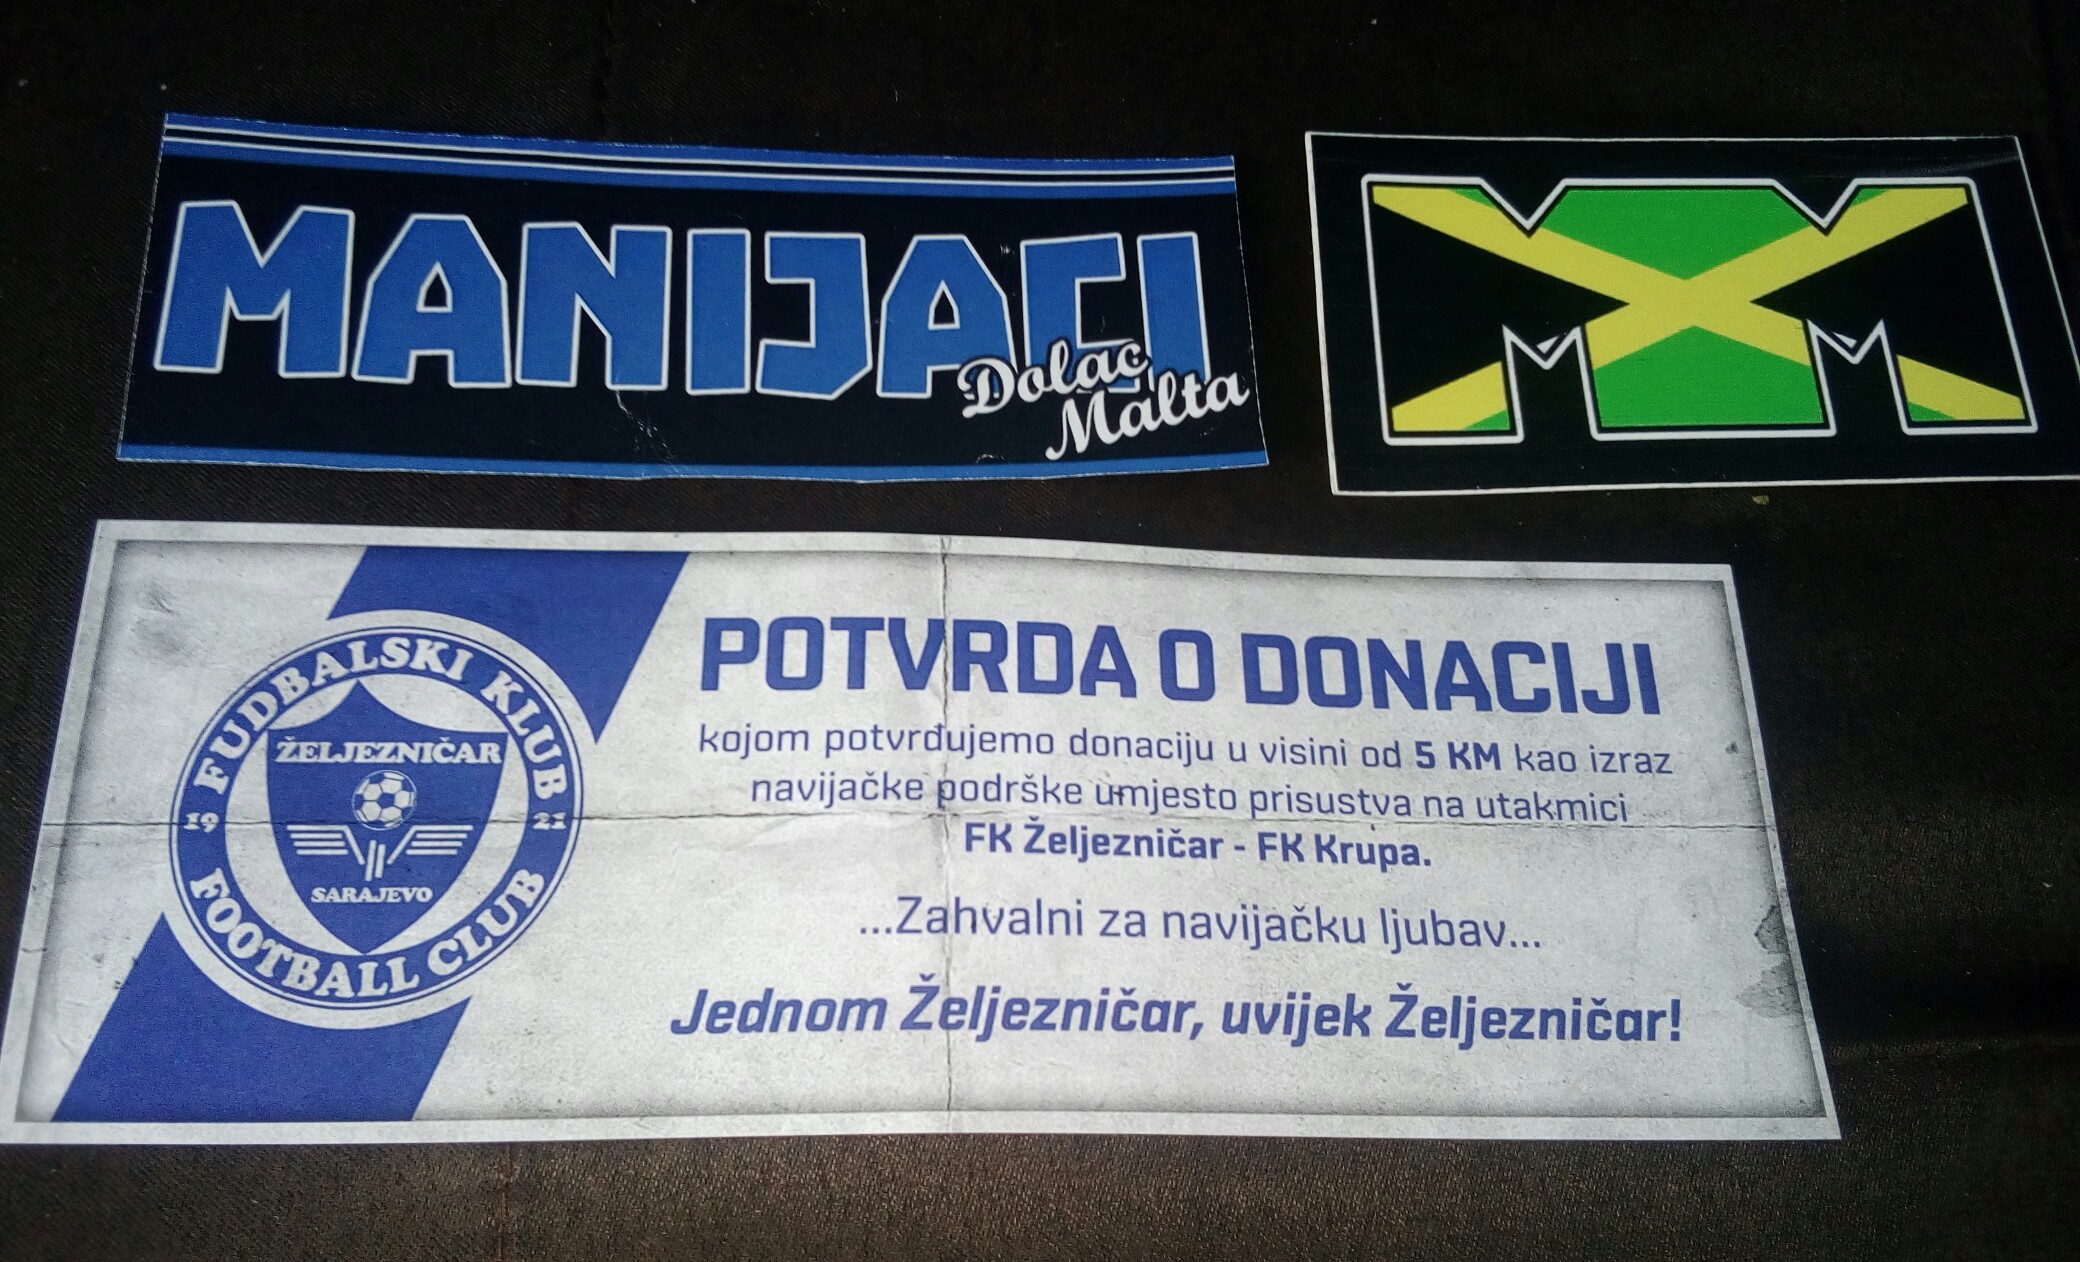 MANIJACI
Dolac
Malta
MM
FUDBALSKI KLUB
ŽELJEZNIČAR
19 21
SARAJEVO
FOOTBALL CLUB
POTVRDA O DONACIJI
kojom potvrđujemo donaciju u visini od 5 KM kao izraz
navijačke podrške umjesto prisustva na utakmici
FK Željezničar - FK Krupa.
...Zahvalni za navijačku ljubav...
Jednom Željezničar, uvijek Željezničar!